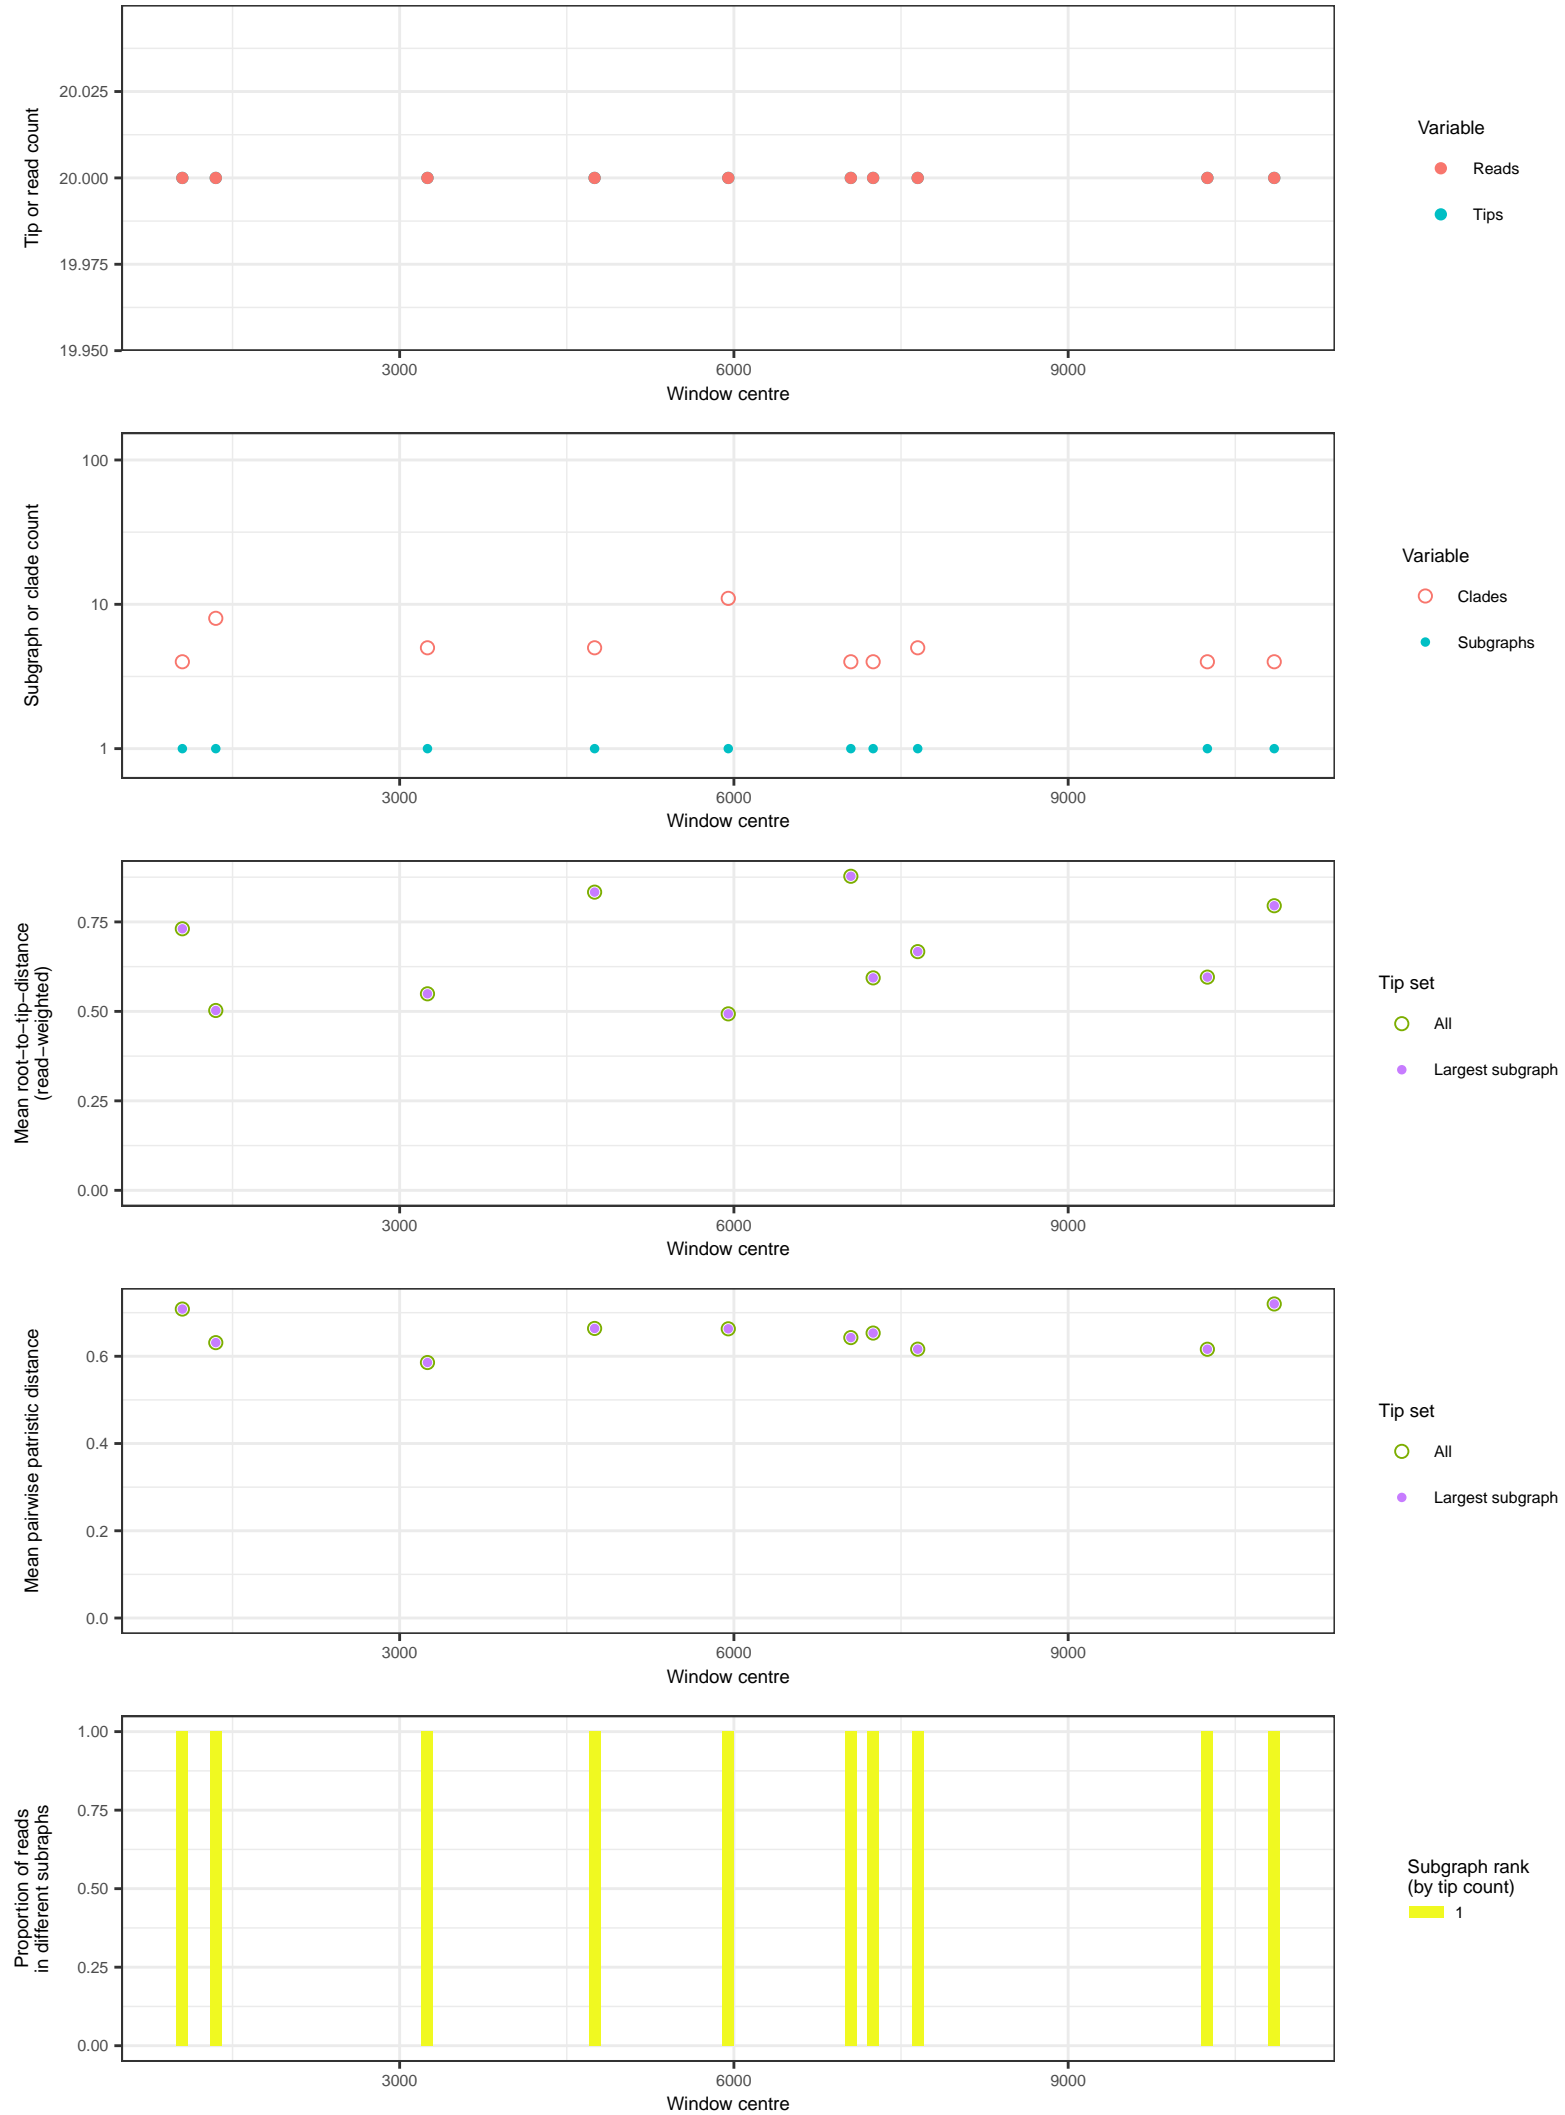 20.025
20.000
19.975
19.950
Tip or read count
3000 6000 9000
Window centre
Variable
Reads
Tips
100
10
1
Subgraph or clade count
3000 6000 9000
Window centre
Variable
Clades
Subgraphs
0.75
0.50
0.25
0.00
Mean root−to−tip−distance
(read−weighted)
3000 6000 9000
Window centre
Tip set
All
Largest subgraph
0.6
0.4
0.2
0.0
Mean pairwise patristic distance
3000 6000 9000
Window centre
Tip set
All
Largest subgraph
1.00
0.75
0.50
0.25
0.00
Proportion of reads
in different subraphs
3000 6000 9000
Window centre
Subgraph rank
(by tip count)
1